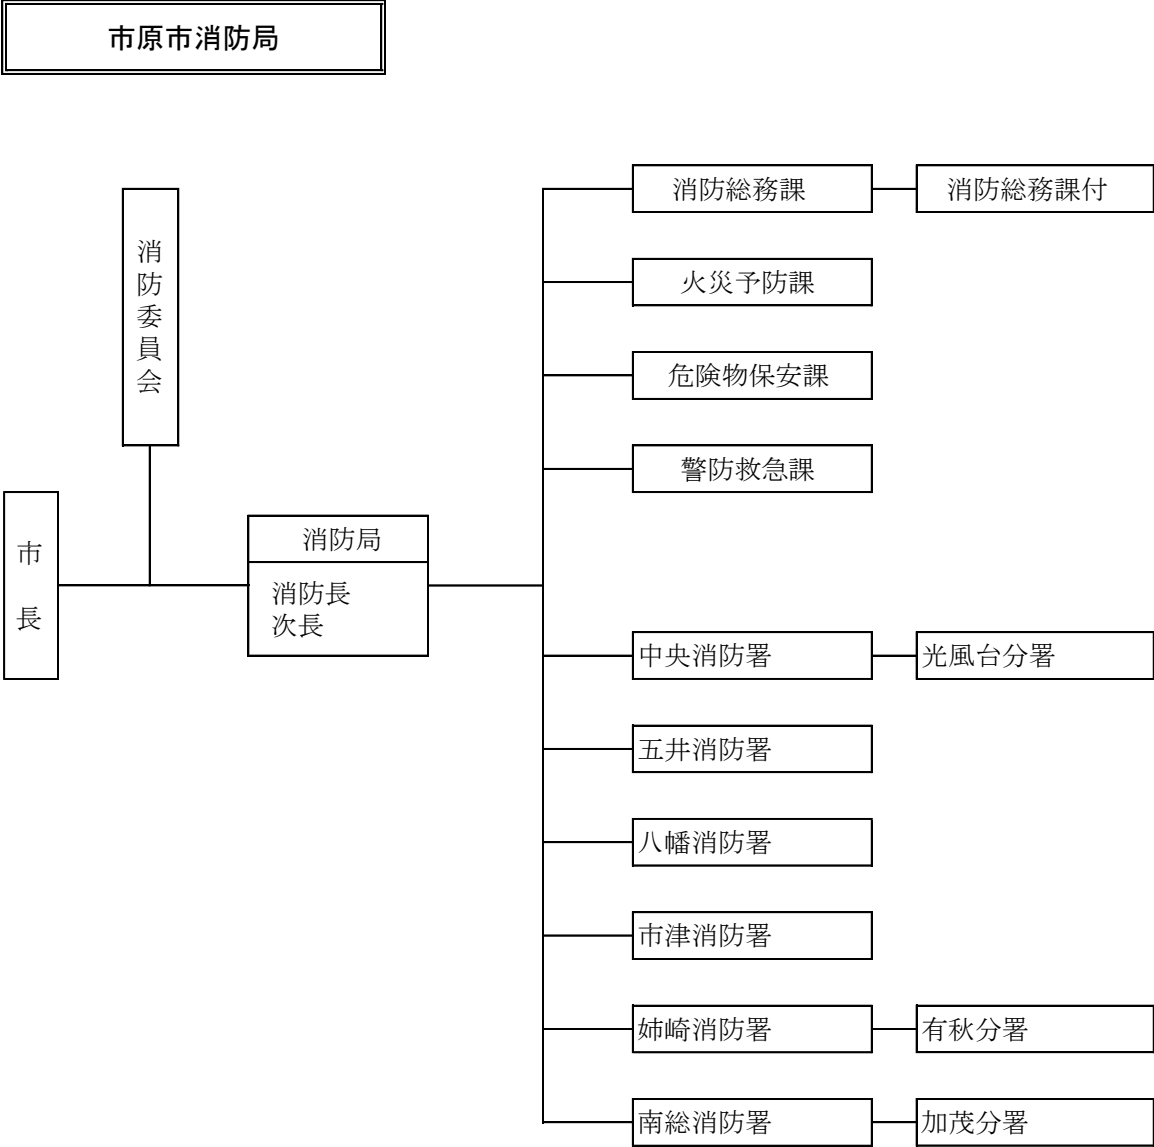 市原市消防局
消防総務課
消防総務課付
火災予防課
危険物保安課
警防救急課
消防委員会
市長
消防局
消防長
次長
中央消防署
光風台分署
五井消防署
八幡消防署
市津消防署
姉崎消防署
有秋分署
南総消防署
加茂分署